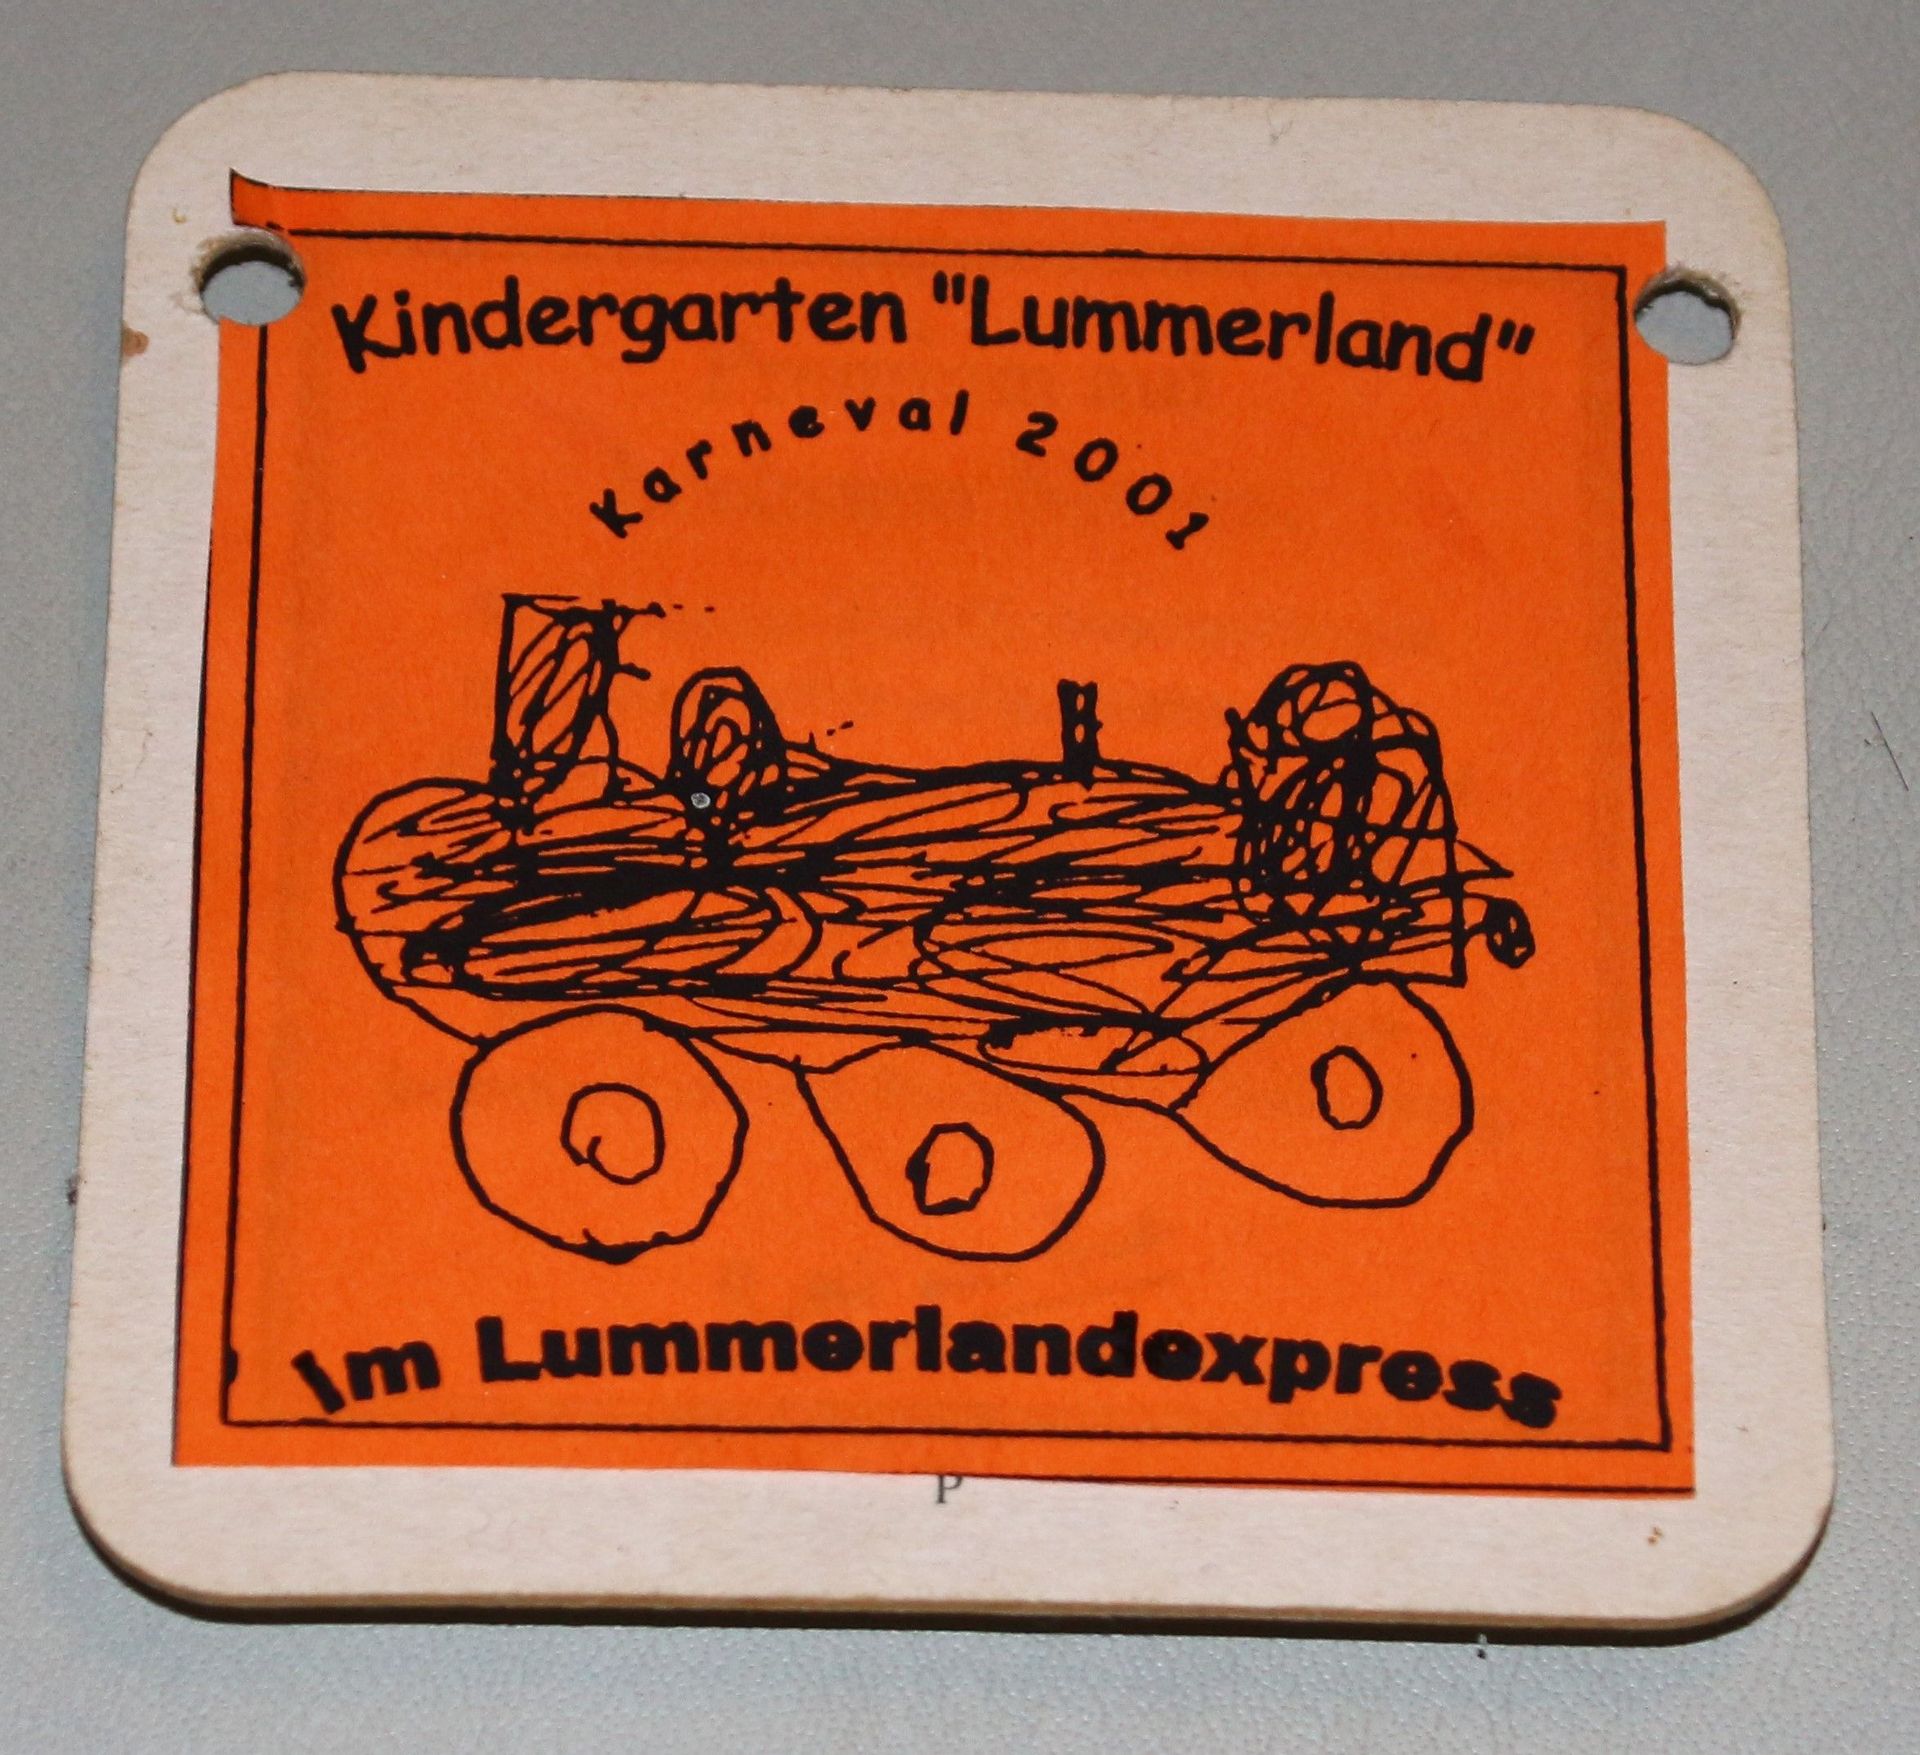 Kindergarten "Lummerland"
Karneval 2001
Im Lummerlandexpress
P